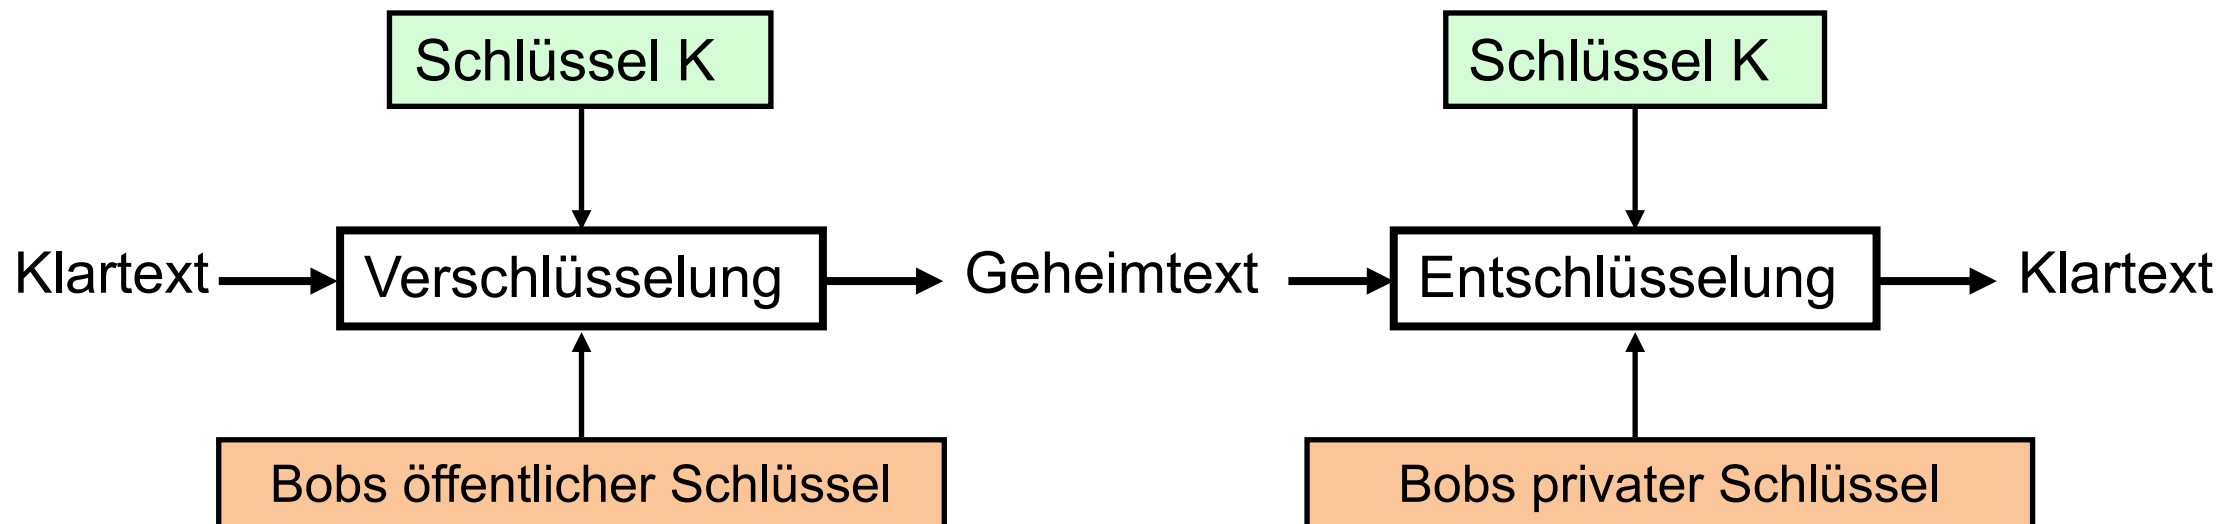 Schlüssel K
Schlüssel K
Klartext
Verschlüsselung
Geheimtext
Entschlüsselung
Klartext
Bobs öffentlicher Schlüssel
Bobs privater Schlüssel